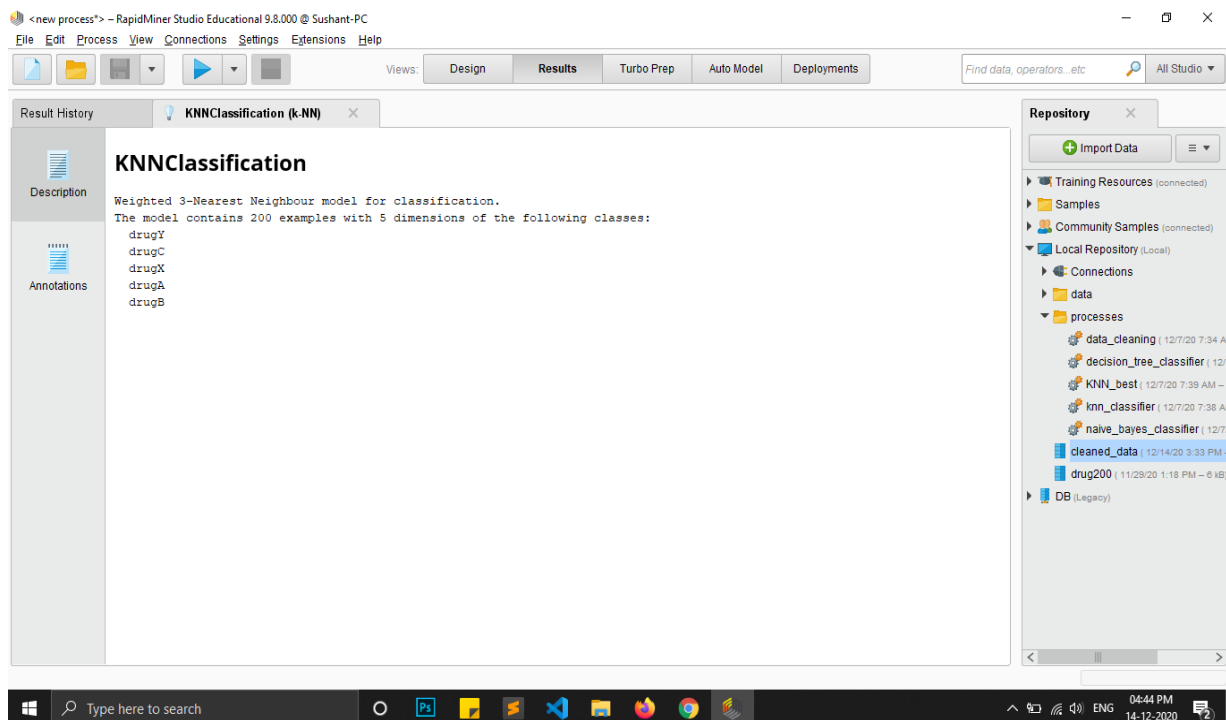 <new process*> – RapidMiner Studio Educational 9.8.000 @ Sushant-PC
File Edit Process View Connections Settings Extensions Help
Views: Design Results Turbo Prep Auto Model Deployments Find data, operators...etc All Studio
Result History KNNClassification (k-NN)
Description
Annotations
KNNClassification
Weighted 3-Nearest Neighbour model for classification.
The model contains 200 examples with 5 dimensions of the following classes:
drugY
drugC
drugX
drugA
drugB
Repository
Import Data
Training Resources (connected)
Samples
Community Samples (connected)
Local Repository (Local)
Connections
data
processes
data_cleaning ( 12/7/20 7:34 A
decision_tree_classifier ( 12/
KNN_best ( 12/7/20 7:39 AM –
knn_classifier ( 12/7/20 7:38 A
naive_bayes_classifier ( 12/7
cleaned_data ( 12/14/20 3:33 PM -
drug200 ( 11/29/20 1:18 PM – 6 kB)
DB (Legacy)
Type here to search
Ps
ENG
04:44 PM
14-12-2020
2